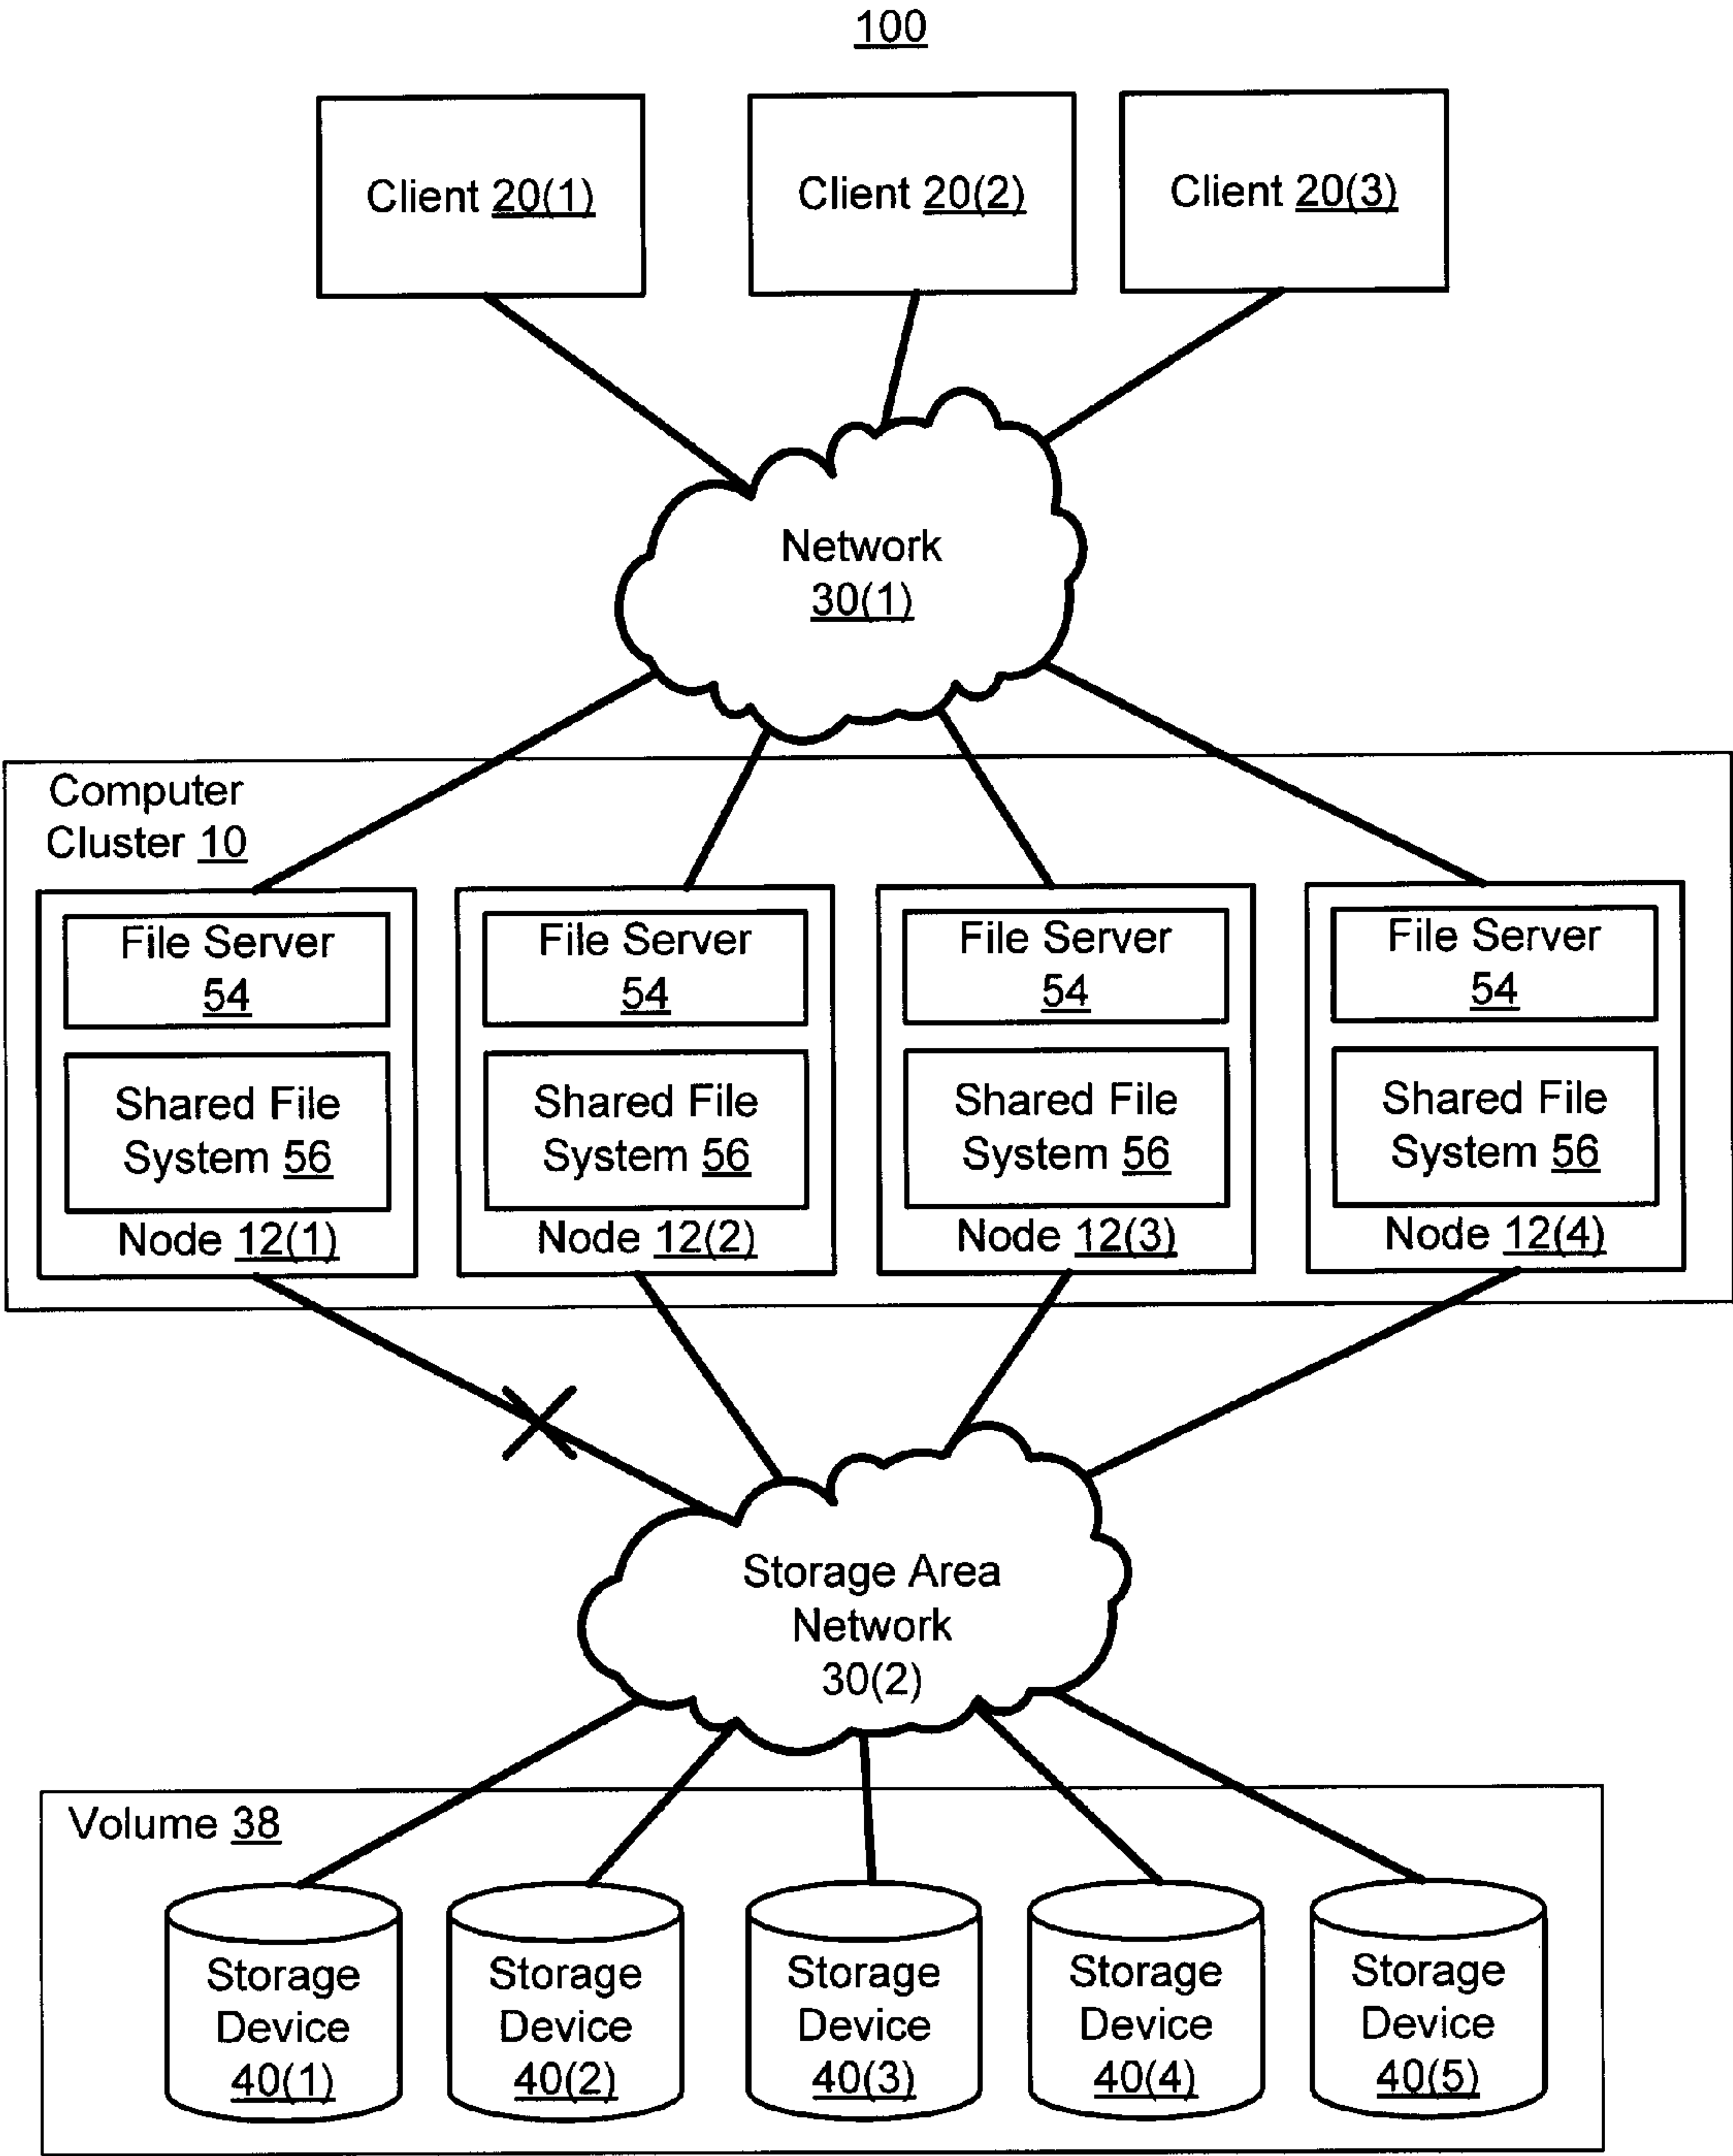 100
Client 20(1)
Client 20(2)
Client 20(3)
Network
30(1)
Computer
Cluster 10
File Server
54
Shared File
System 56
Node 12(1)
File Server
54
Shared File
System 56
Node 12(2)
File Server
54
Shared File
System 56
Node 12(3)
File Server
54
Shared File
System 56
Node 12(4)
Storage Area
Network
30(2)
Volume 38
Storage
Device
40(1)
Storage
Device
40(2)
Storage
Device
40(3)
Storage
Device
40(4)
Storage
Device
40(5)